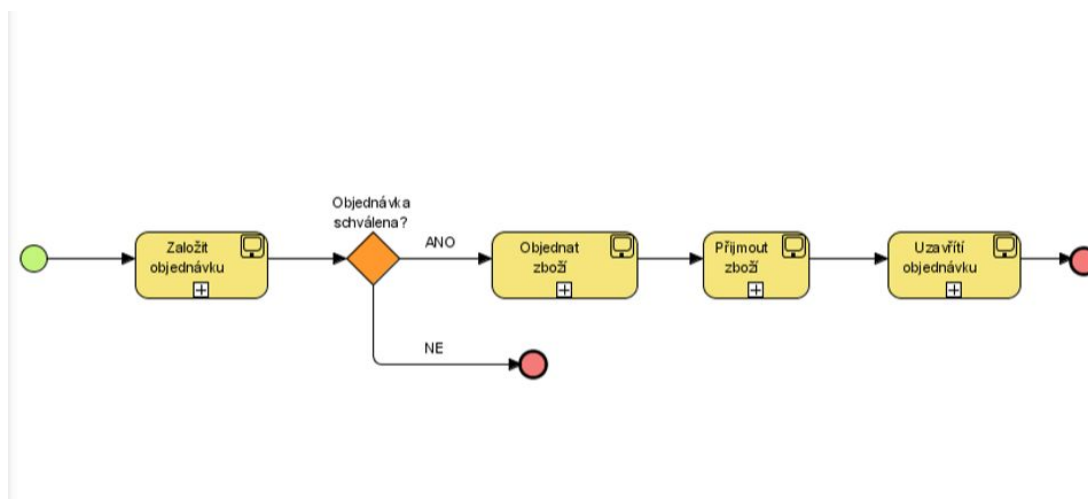 Objednávka
schválena?
Založit
objednávku
ANO
Objednat
zboží
Přijmout
zboží
Uzavřítí
objednávku
NE